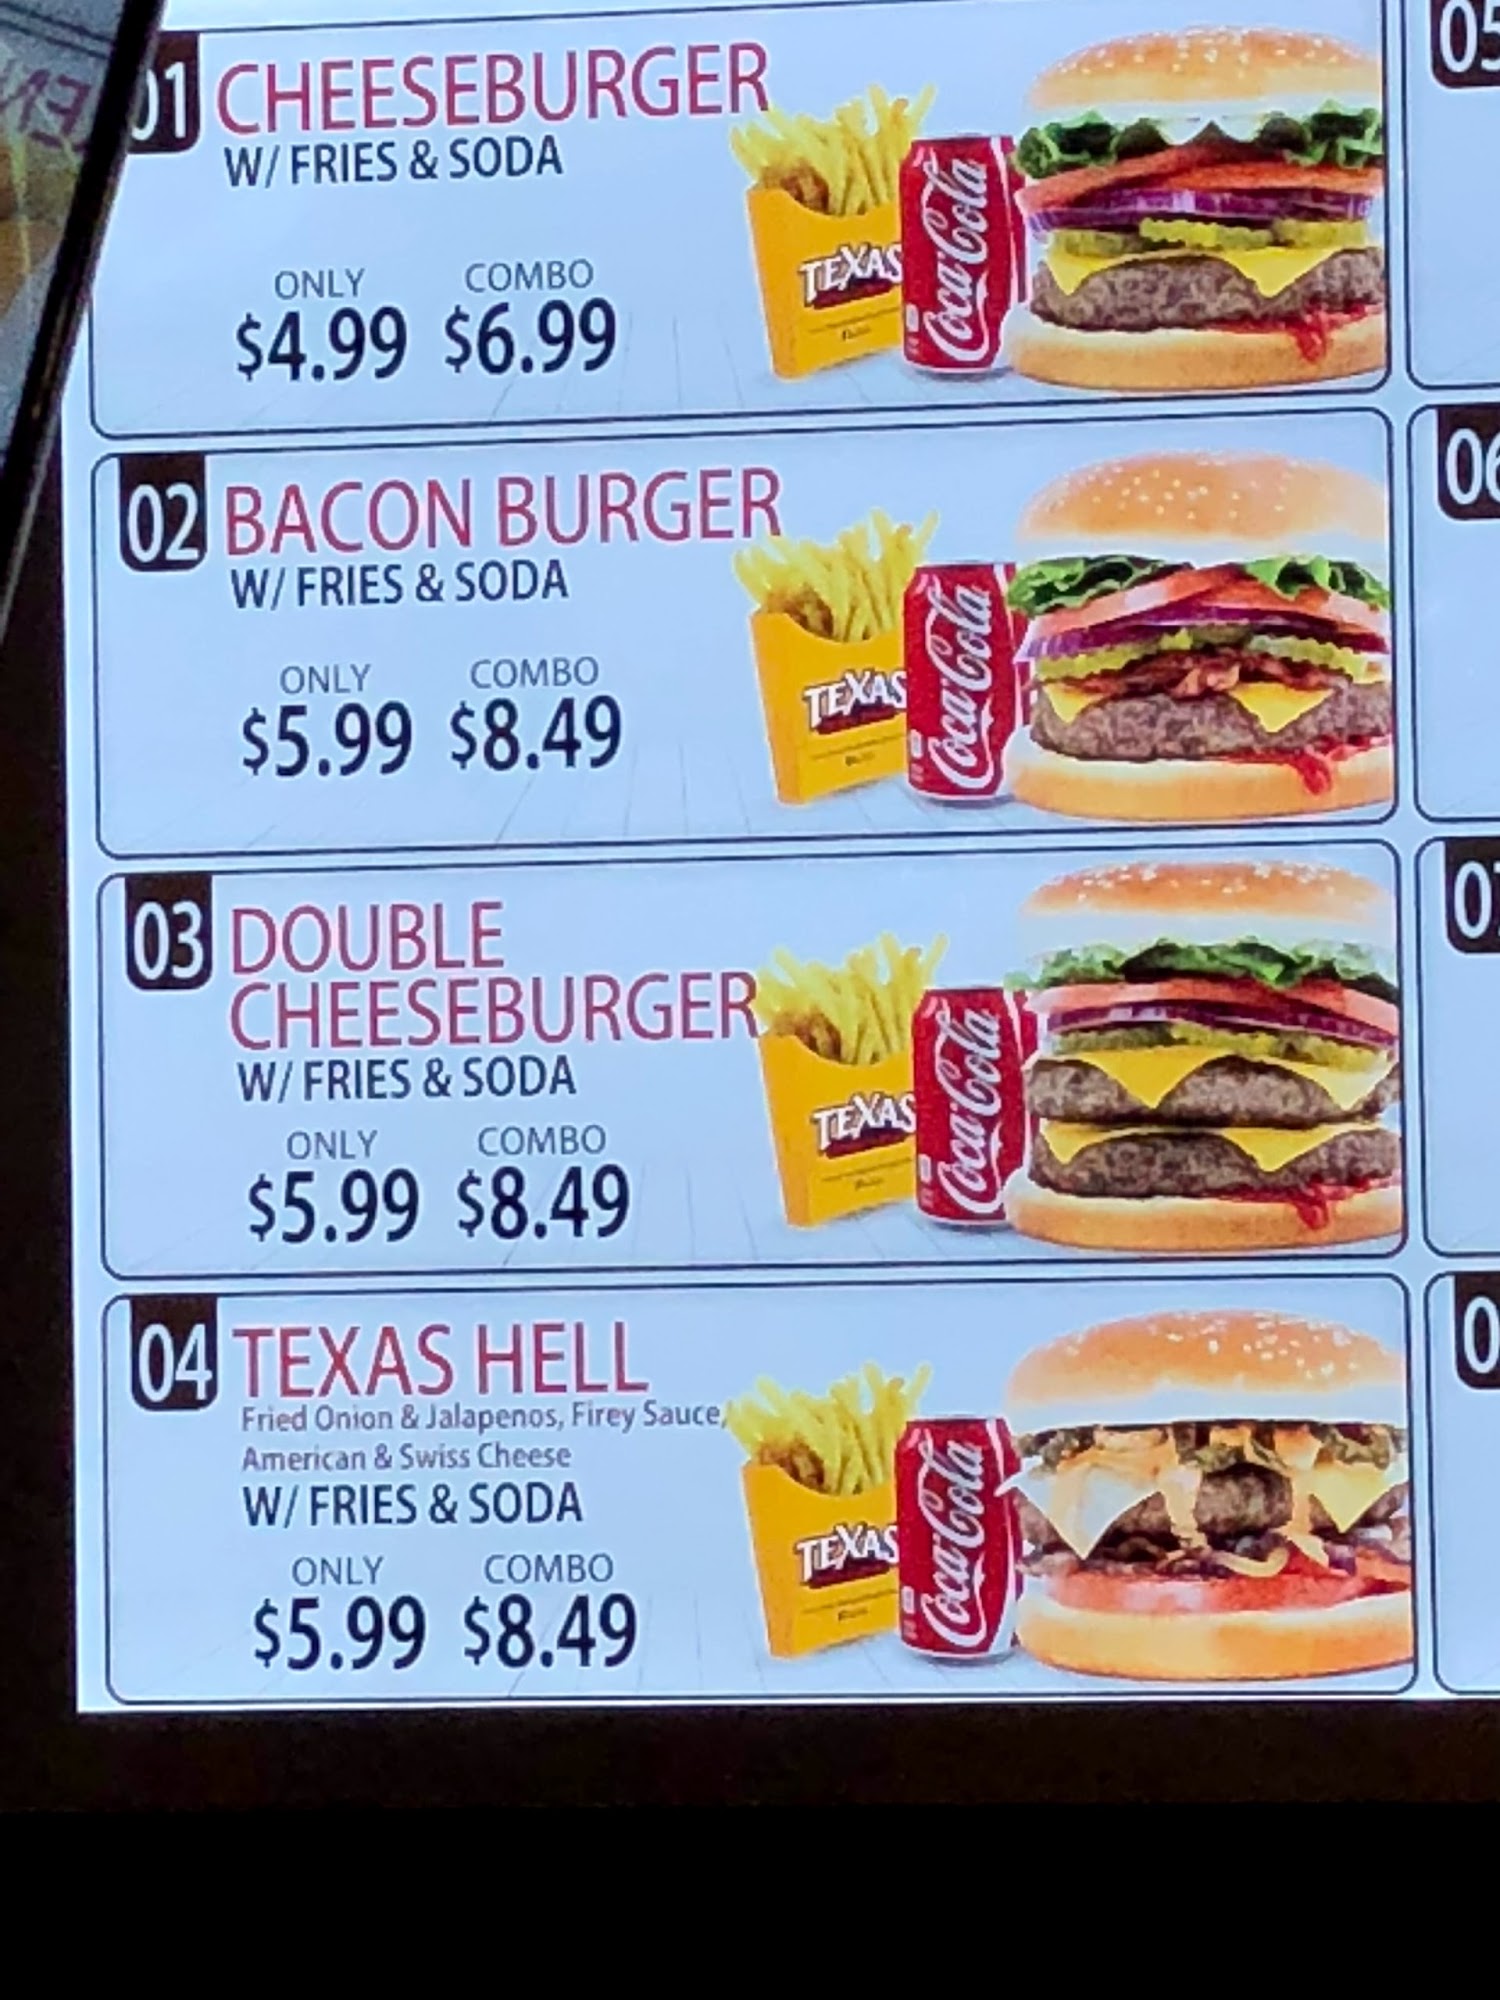 01 CHEESEBURGER
W/ FRIES & SODA
ONLY COMBO
$4.99 $6.99
TEXAS
Coca-Cola
02 BACON BURGER
W/ FRIES & SODA
ONLY COMBO
$5.99 $8.49
TEXAS
Coca-Cola
03 DOUBLE
CHEESEBURGER
W/ FRIES & SODA
ONLY COMBO
$5.99 $8.49
TEXAS
Coca-Cola
04 TEXAS HELL
Fried Onion & Jalapenos, Firey Sauce,
American & Swiss Cheese
W/ FRIES & SODA
ONLY COMBO
$5.99 $8.49
TEXAS
Coca-Cola
05
06